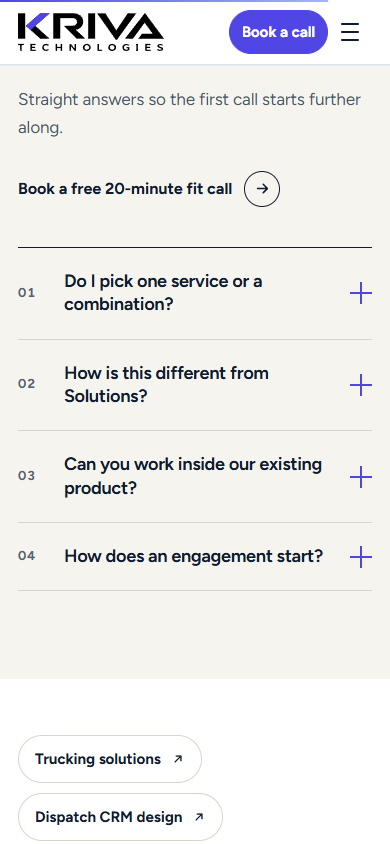 KRIVA
TECHNOLOGIES
Book a call
Straight answers so the first call starts further
along.
Book a free 20-minute fit call
01
Do I pick one service or a
combination?
02
How is this different from
Solutions?
03
Can you work inside our existing
product?
04
How does an engagement start?
Trucking solutions
Dispatch CRM design